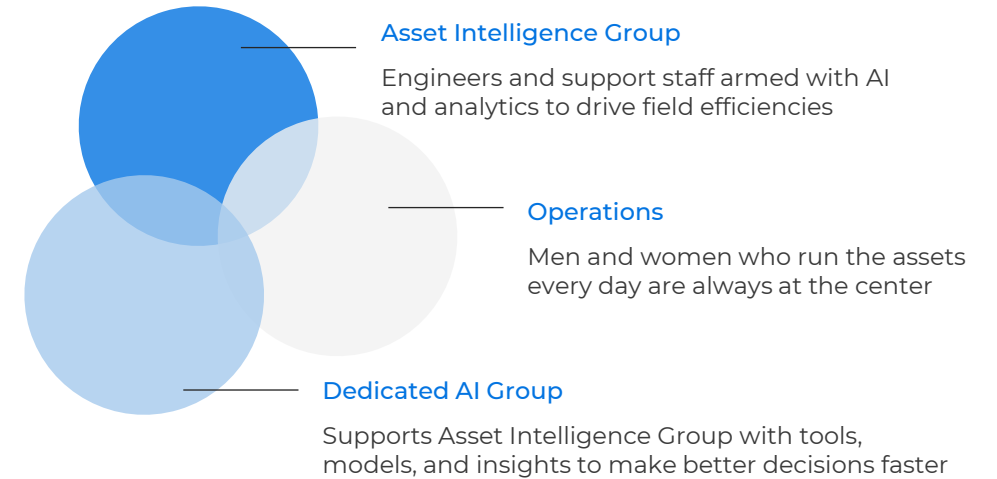 Asset Intelligence Group
Engineers and support staff armed with AI
and analytics to drive field efficiencies
Operations
Men and women who run the assets
every day are always at the center
Dedicated AI Group
Supports Asset Intelligence Group with tools,
models, and insights to make better decisions faster